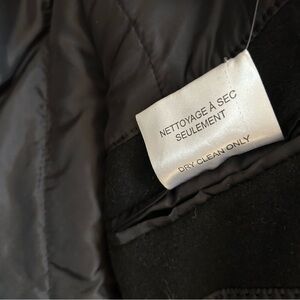 NETTOYAGE À SEC
SEULEMENT
DRY CLEAN ONLY